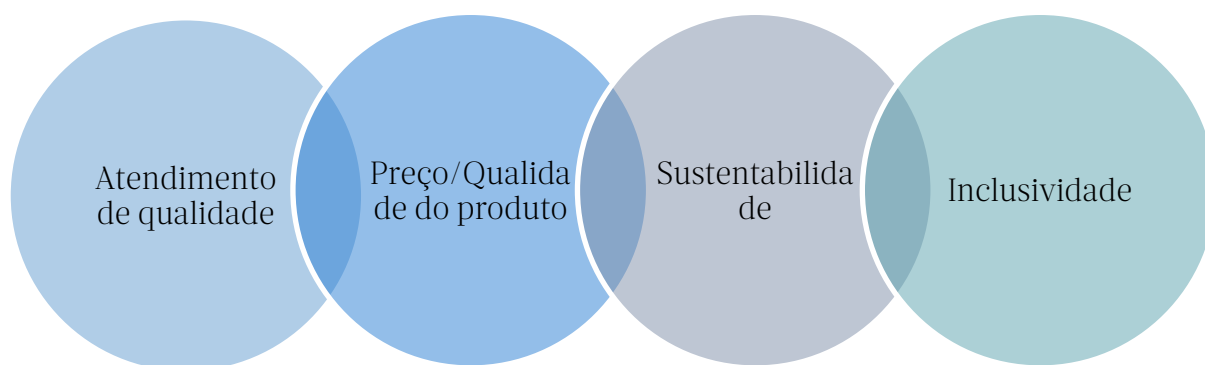 Atendimento
de qualidade
Preço/Qualida
de do produto
Sustentabilida
de
Inclusividade